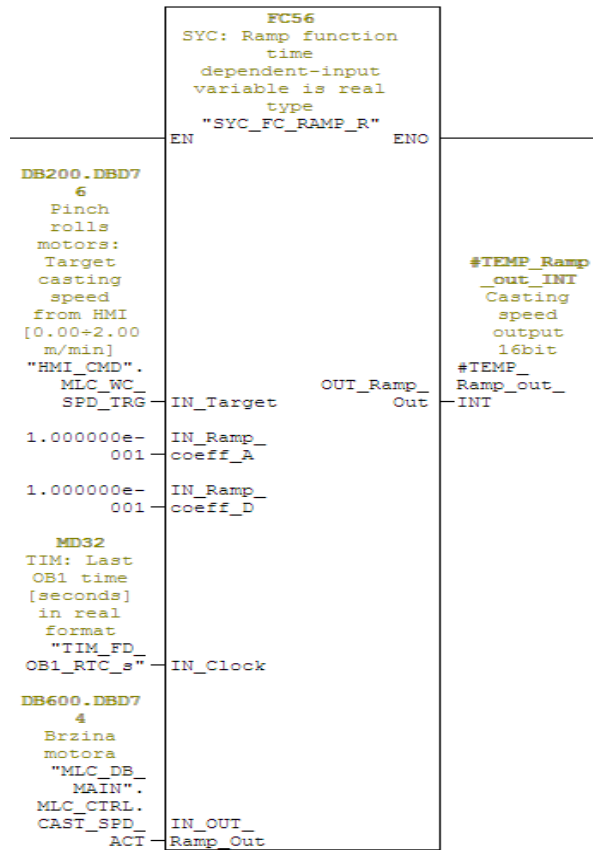 FC56
SYC: Ramp function
time
dependent-input
variable is real
type
"SYC_FC_RAMP_R"
EN ENO
DB200.DBD7
6
Pinch
rolls
motors:
Target
casting
speed
from HMI
[0.00÷2.00
m/min]
"HMI_CMD".
MLC_WC_
SPD_TRG IN_Target
#TEMP_Ramp
_out_INT
Casting
speed
output
16bit
#TEMP_
OUT_Ramp_ Ramp_out_
Out INT
1.000000e- IN_Ramp_
001 coeff_A
1.000000e- IN_Ramp_
001 coeff_D
MD32
TIM: Last
OB1 time
[seconds]
in real
format
"TIM_FD_
OB1_RTC_s" IN_Clock
DB600.DBD7
4
Brzina
motora
"MLC_DB_
MAIN".
MLC_CTRL.
CAST_SPD_ IN_OUT_
ACT Ramp_Out